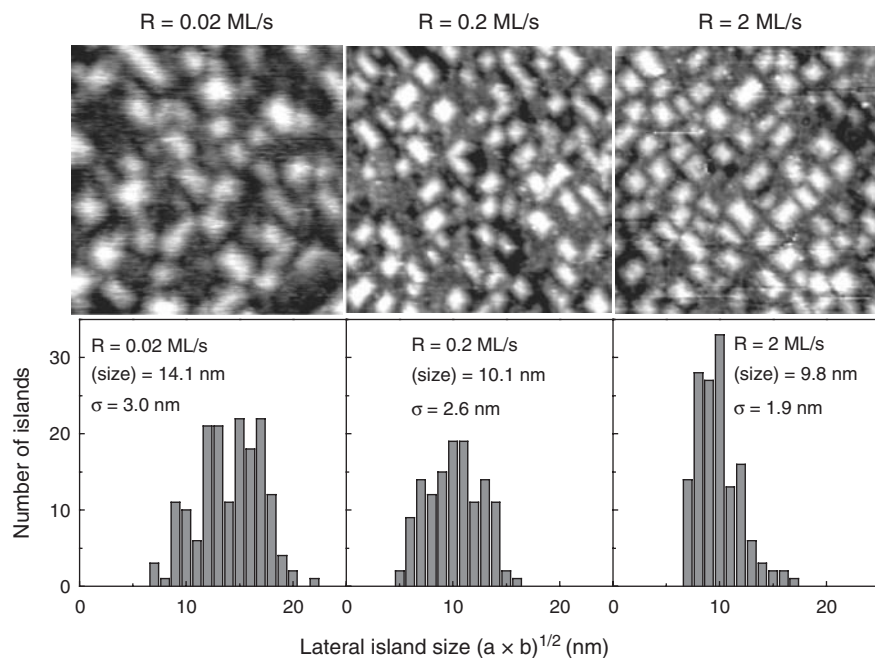 R = 0.02 ML/s
R = 0.2 ML/s
R = 2 ML/s
Number of islands
30
20
10
0
R = 0.02 ML/s
(size) = 14.1 nm
σ = 3.0 nm
R = 0.2 ML/s
(size) = 10.1 nm
σ = 2.6 nm
R = 2 ML/s
(size) = 9.8 nm
σ = 1.9 nm
0 10 20 0 10 20 0 10 20
Lateral island size (a × b)1/2 (nm)